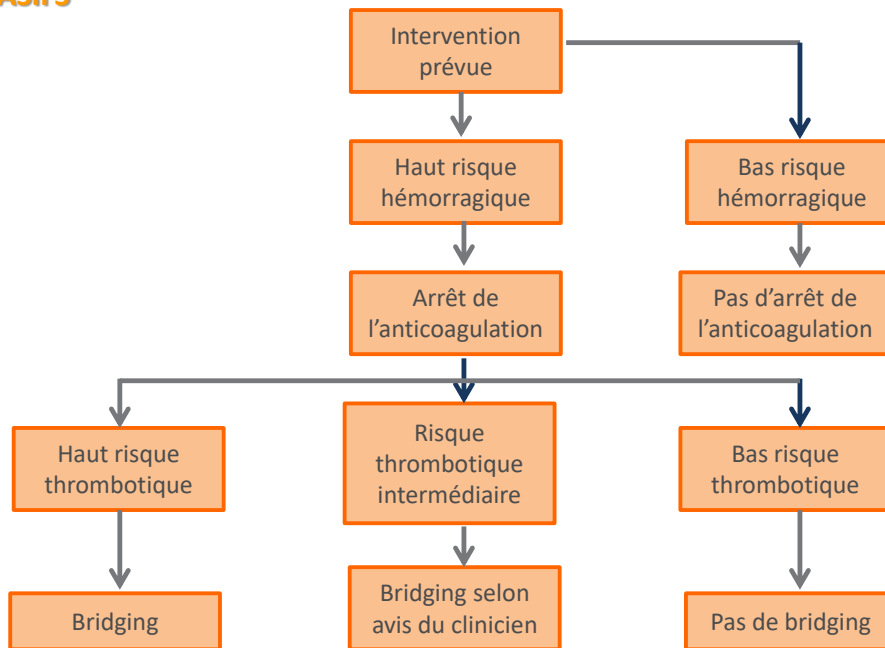 Intervention
prévue
Haut risque
hémorragique
Bas risque
hémorragique
Arrêt de
l’anticoagulation
Pas d’arrêt de
l’anticoagulation
Haut risque
thrombotique
Risque
thrombotique
intermédiaire
Bas risque
thrombotique
Bridging
Bridging selon
avis du clinicien
Pas de bridging